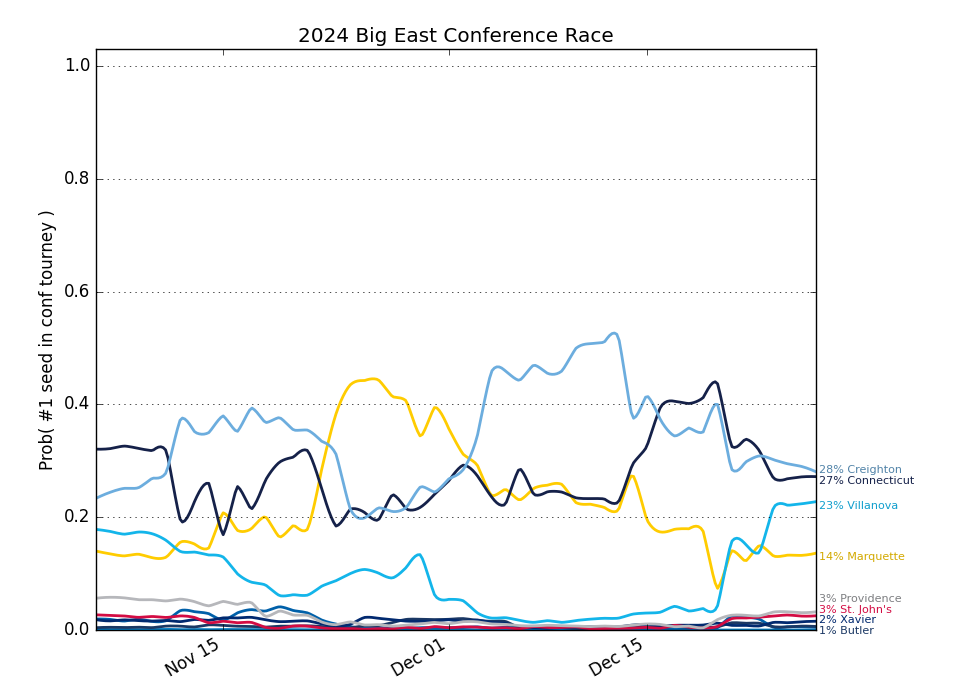 2024 Big East Conference Race
Prob( #1 seed in conf tourney )
1.0
0.8
0.6
0.4
0.2
0.0
Nov 15
Dec 01
Dec 15
28% Creighton
27% Connecticut
23% Villanova
14% Marquette
3% Providence
3% St. John's
2% Xavier
1% Butler